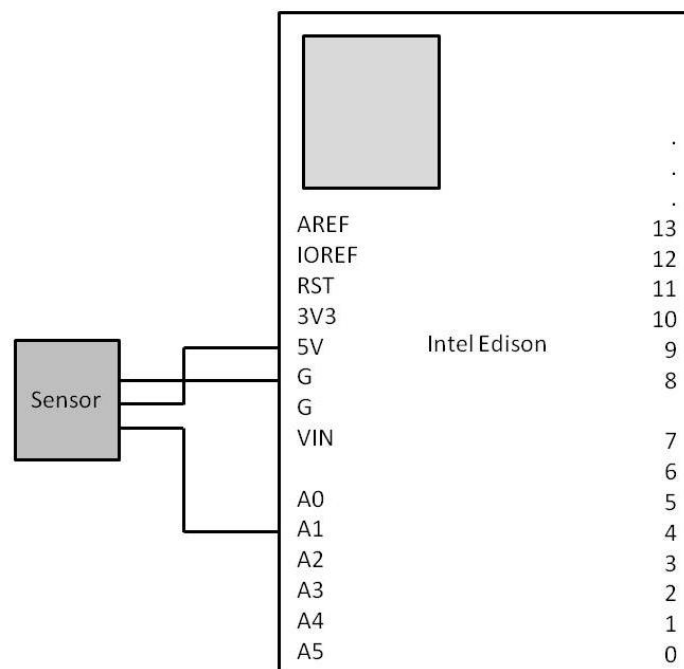 .
.
.
AREF 13
IOREF 12
RST 11
3V3 10
5V Intel Edison 9
Sensor
G 8
G
VIN 7
6
A0 5
A1 4
A2 3
A3 2
A4 1
A5 0